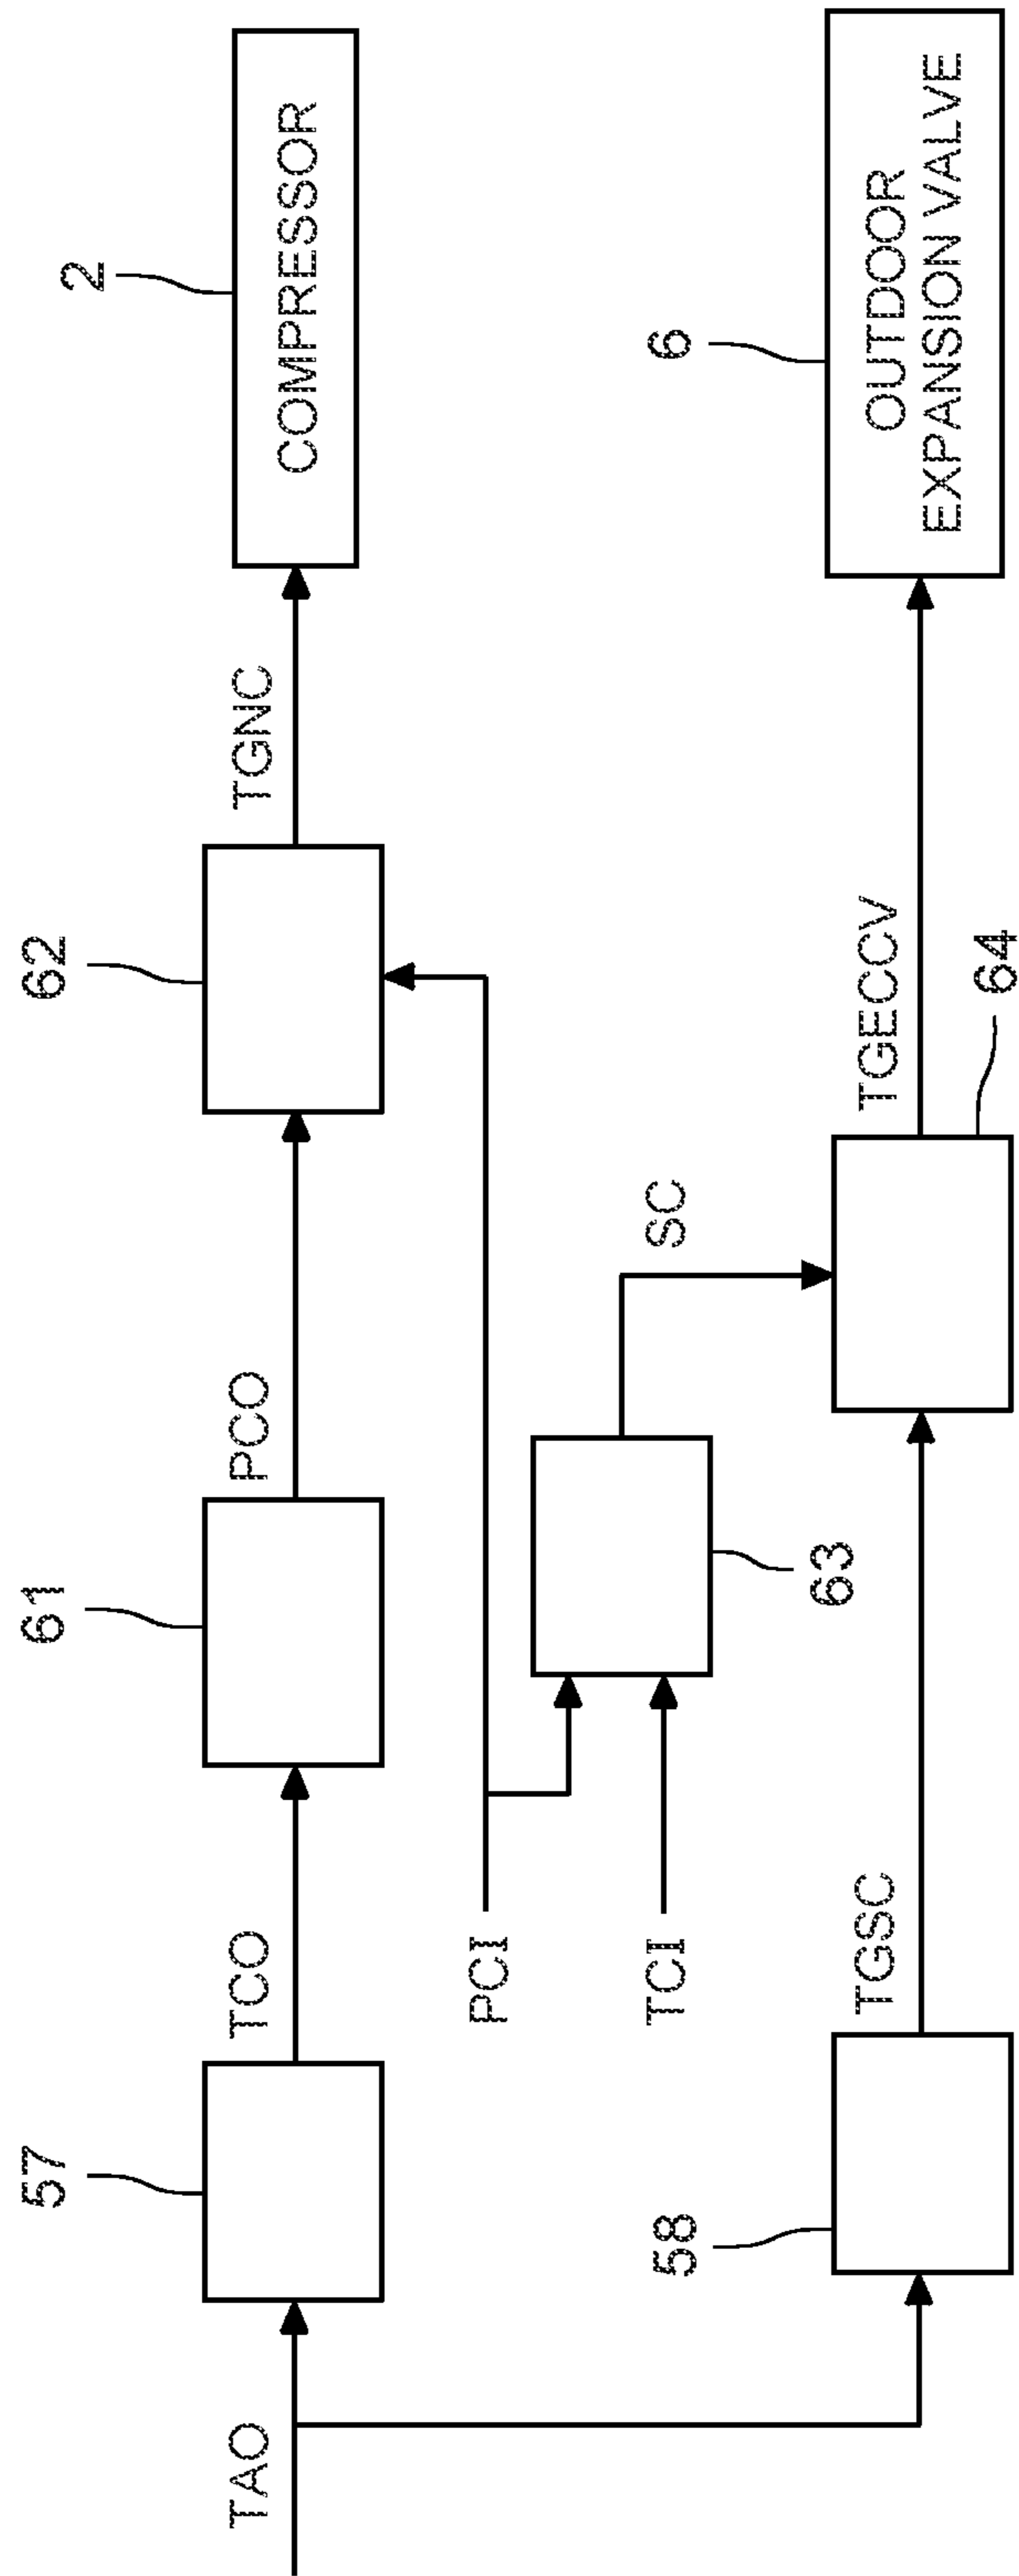 TAO
57
TCO
61
PCO
62
TGNC
2
COMPRESSOR
PCI
TCI
63
SC
58
TGSC
64
TGECCV
6
OUTDOOR
EXPANSION VALVE